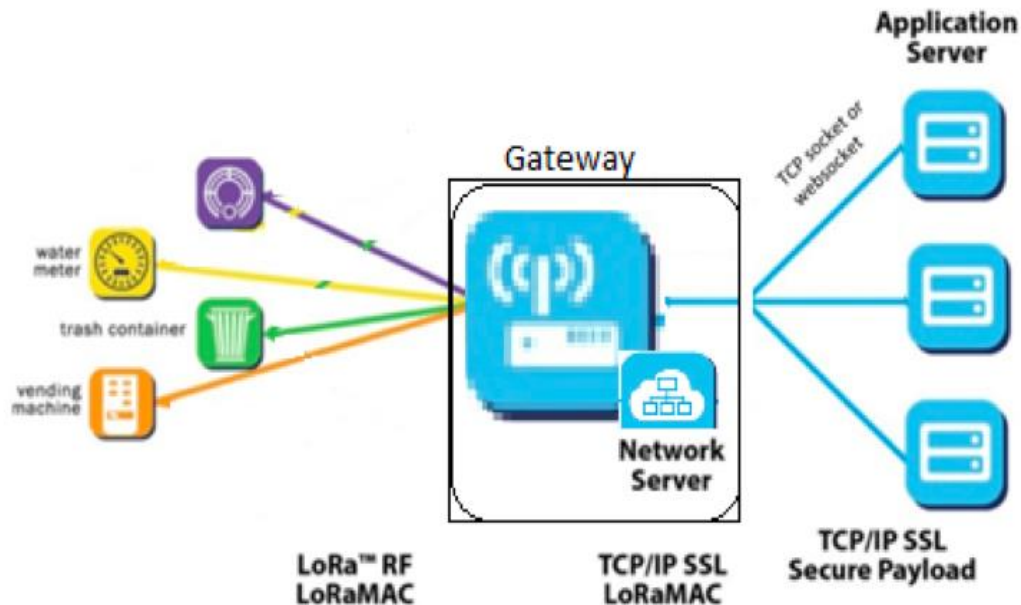 Application
Server
TCP socket or
websocket
Gateway
water
meter
trash container
vending
machine
Network
Server
LoRa™ RF
LoRaMAC
TCP/IP SSL
LoRaMAC
TCP/IP SSL
Secure Payload